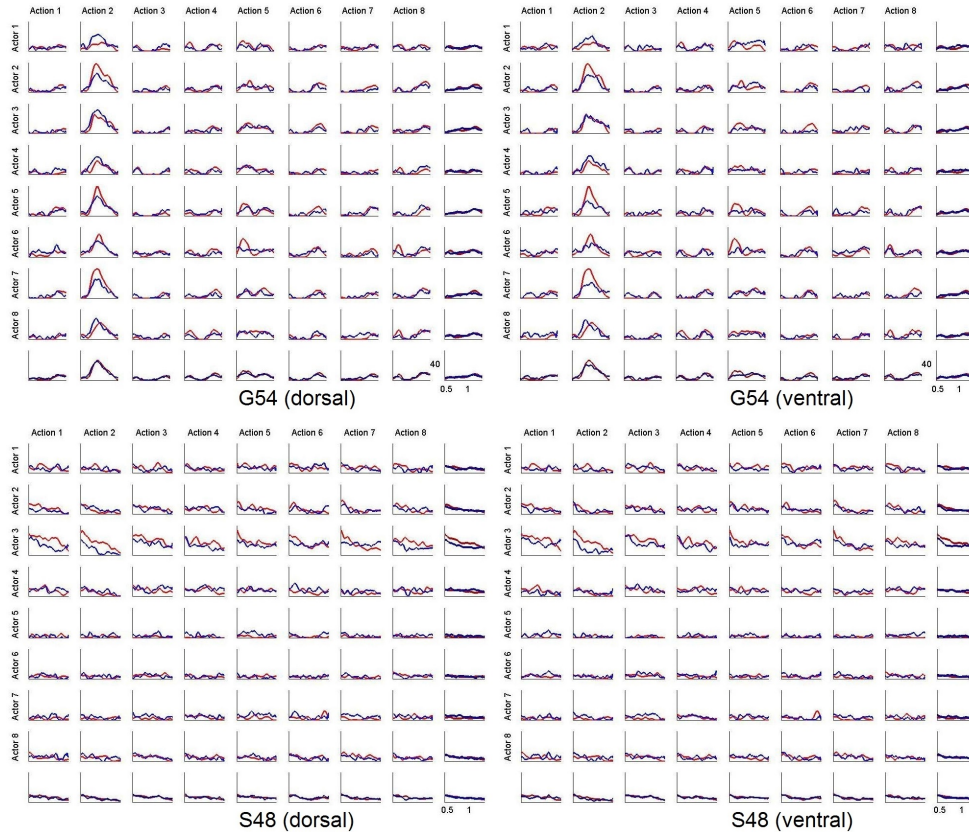 Action 1 Action 2 Action 3 Action 4 Action 5 Action 6 Action 7 Action 8
Actor 1
Actor 2
Actor 3
Actor 4
Actor 5
Actor 6
Actor 7
Actor 8
40
0.5 1
G54 (dorsal)
Action 1 Action 2 Action 3 Action 4 Action 5 Action 6 Action 7 Action 8
Actor 1
Actor 2
Actor 3
Actor 4
Actor 5
Actor 6
Actor 7
Actor 8
40
0.5 1
G54 (ventral)
Action 1 Action 2 Action 3 Action 4 Action 5 Action 6 Action 7 Action 8
Actor 1
Actor 2
Actor 3
Actor 4
Actor 5
Actor 6
Actor 7
Actor 8
0.5 1
S48 (dorsal)
Action 1 Action 2 Action 3 Action 4 Action 5 Action 6 Action 7 Action 8
Actor 1
Actor 2
Actor 3
Actor 4
Actor 5
Actor 6
Actor 7
Actor 8
0.5 1
S48 (ventral)